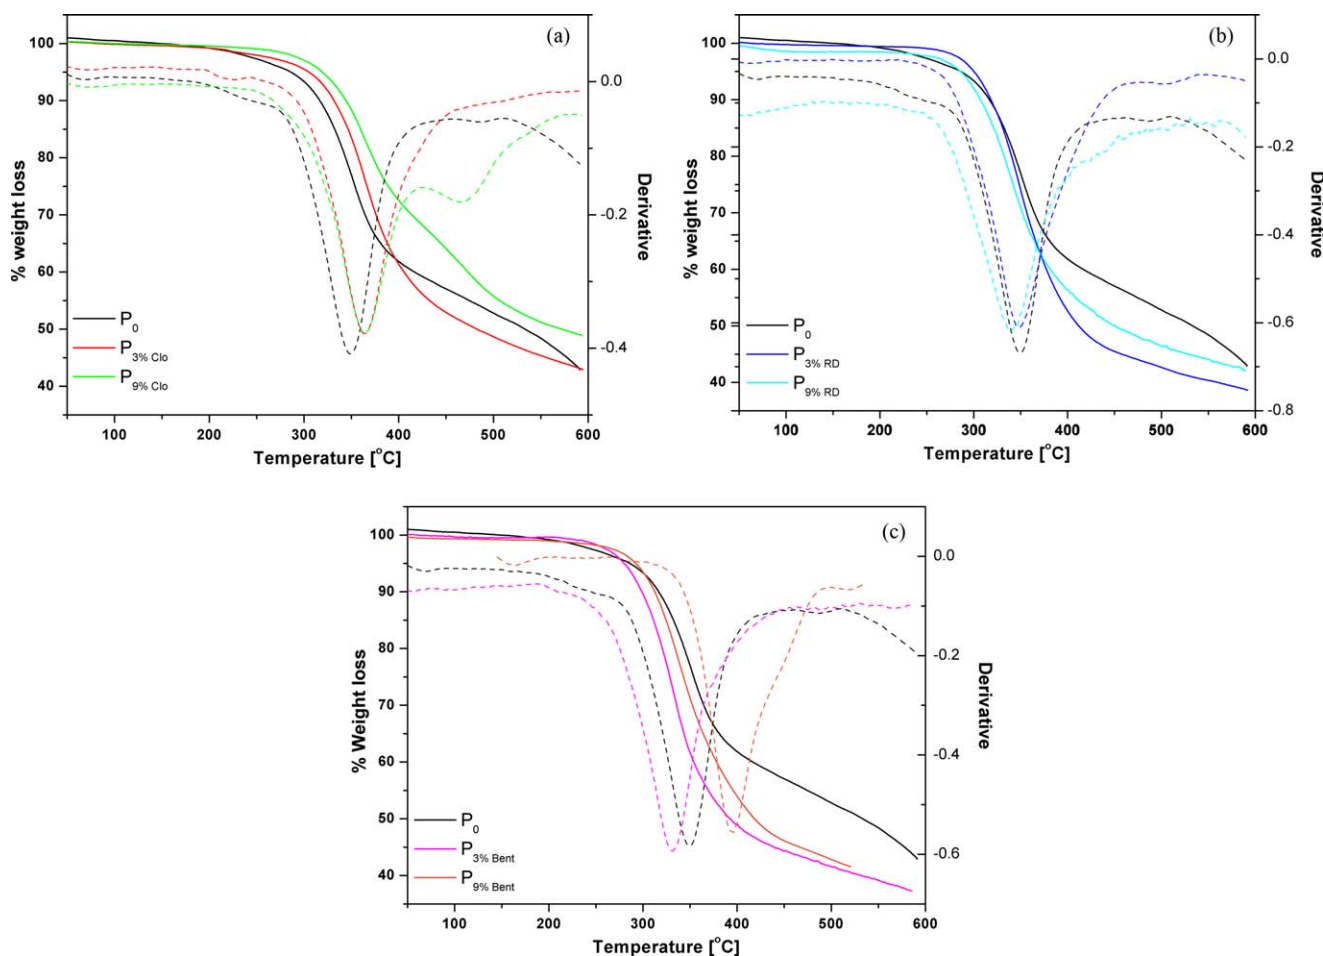 (a)
100
90
80
70
60
50
40
% weight loss
0.0
-0.2
-0.4
Derivative
P0
P3% Clo
P9% Clo
100 200 300 400 500 600
Temperature [°C]
(b)
100
90
80
70
60
50
40
% weight loss
0.0
-0.2
-0.4
-0.6
-0.8
Derivative
P0
P3% RD
P9% RD
100 200 300 400 500 600
Temperature [°C]
(c)
100
90
80
70
60
50
40
% Weight loss
0.0
-0.2
-0.4
-0.6
Derivative
P0
P3% Bent
P9% Bent
100 200 300 400 500 600
Temperature [°C]